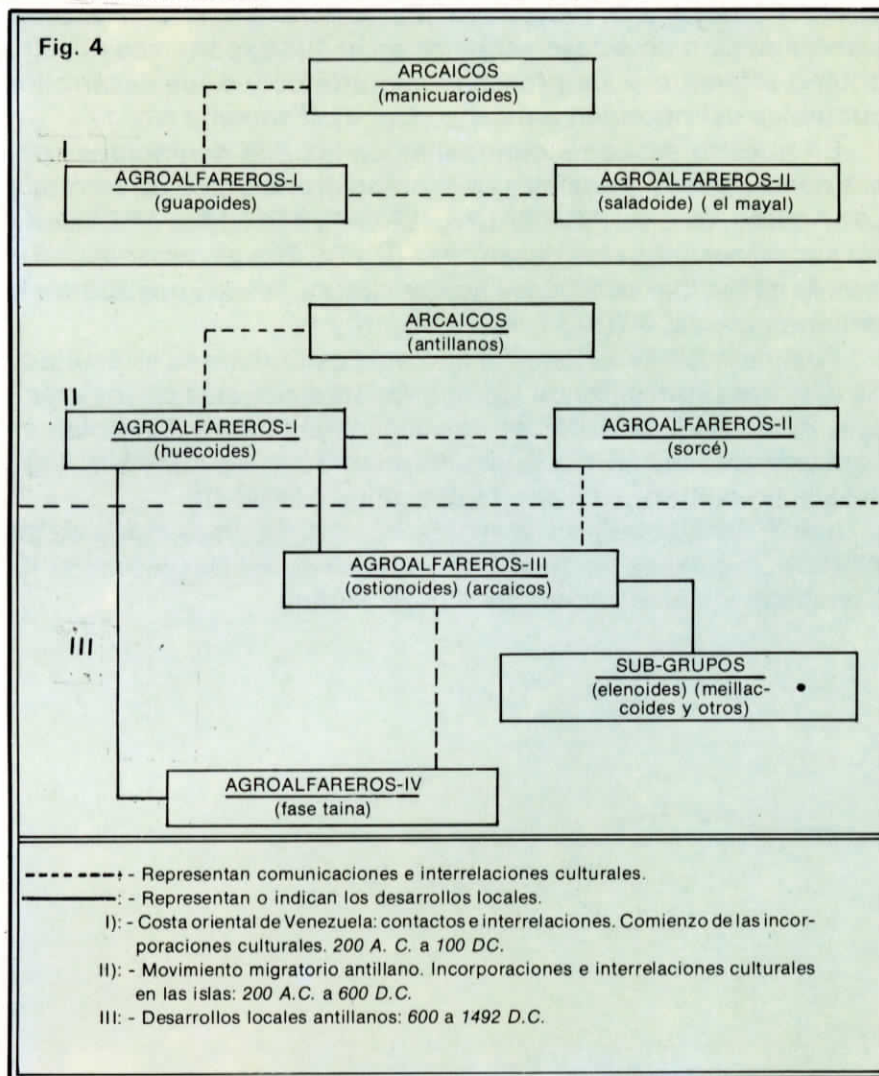 Fig. 4
ARCAICOS
(manicuaroides)
AGROALFAREROS-I
(guapoides)
AGROALFAREROS-II
(saladoide) ( el mayal)
ARCAICOS
(antillanos)
II
AGROALFAREROS-I
(huecoides)
AGROALFAREROS-II
(sorcé)
AGROALFAREROS-III
(ostionoides) (arcaicos)
III
SUB-GRUPOS
(elenoides) (meillac-
coides y otros)
AGROALFAREROS-IV
(fase taina)
: - Representan comunicaciones e interrelaciones culturales.
: - Representan o indican los desarrollos locales.
I): - Costa oriental de Venezuela: contactos e interrelaciones. Comienzo de las incor-
poraciones culturales. 200 A. C. a 100 DC.
II): - Movimiento migratorio antillano. Incorporaciones e interrelaciones culturales
en las islas: 200 A.C. a 600 D.C.
III: - Desarrollos locales antillanos: 600 a 1492 D.C.